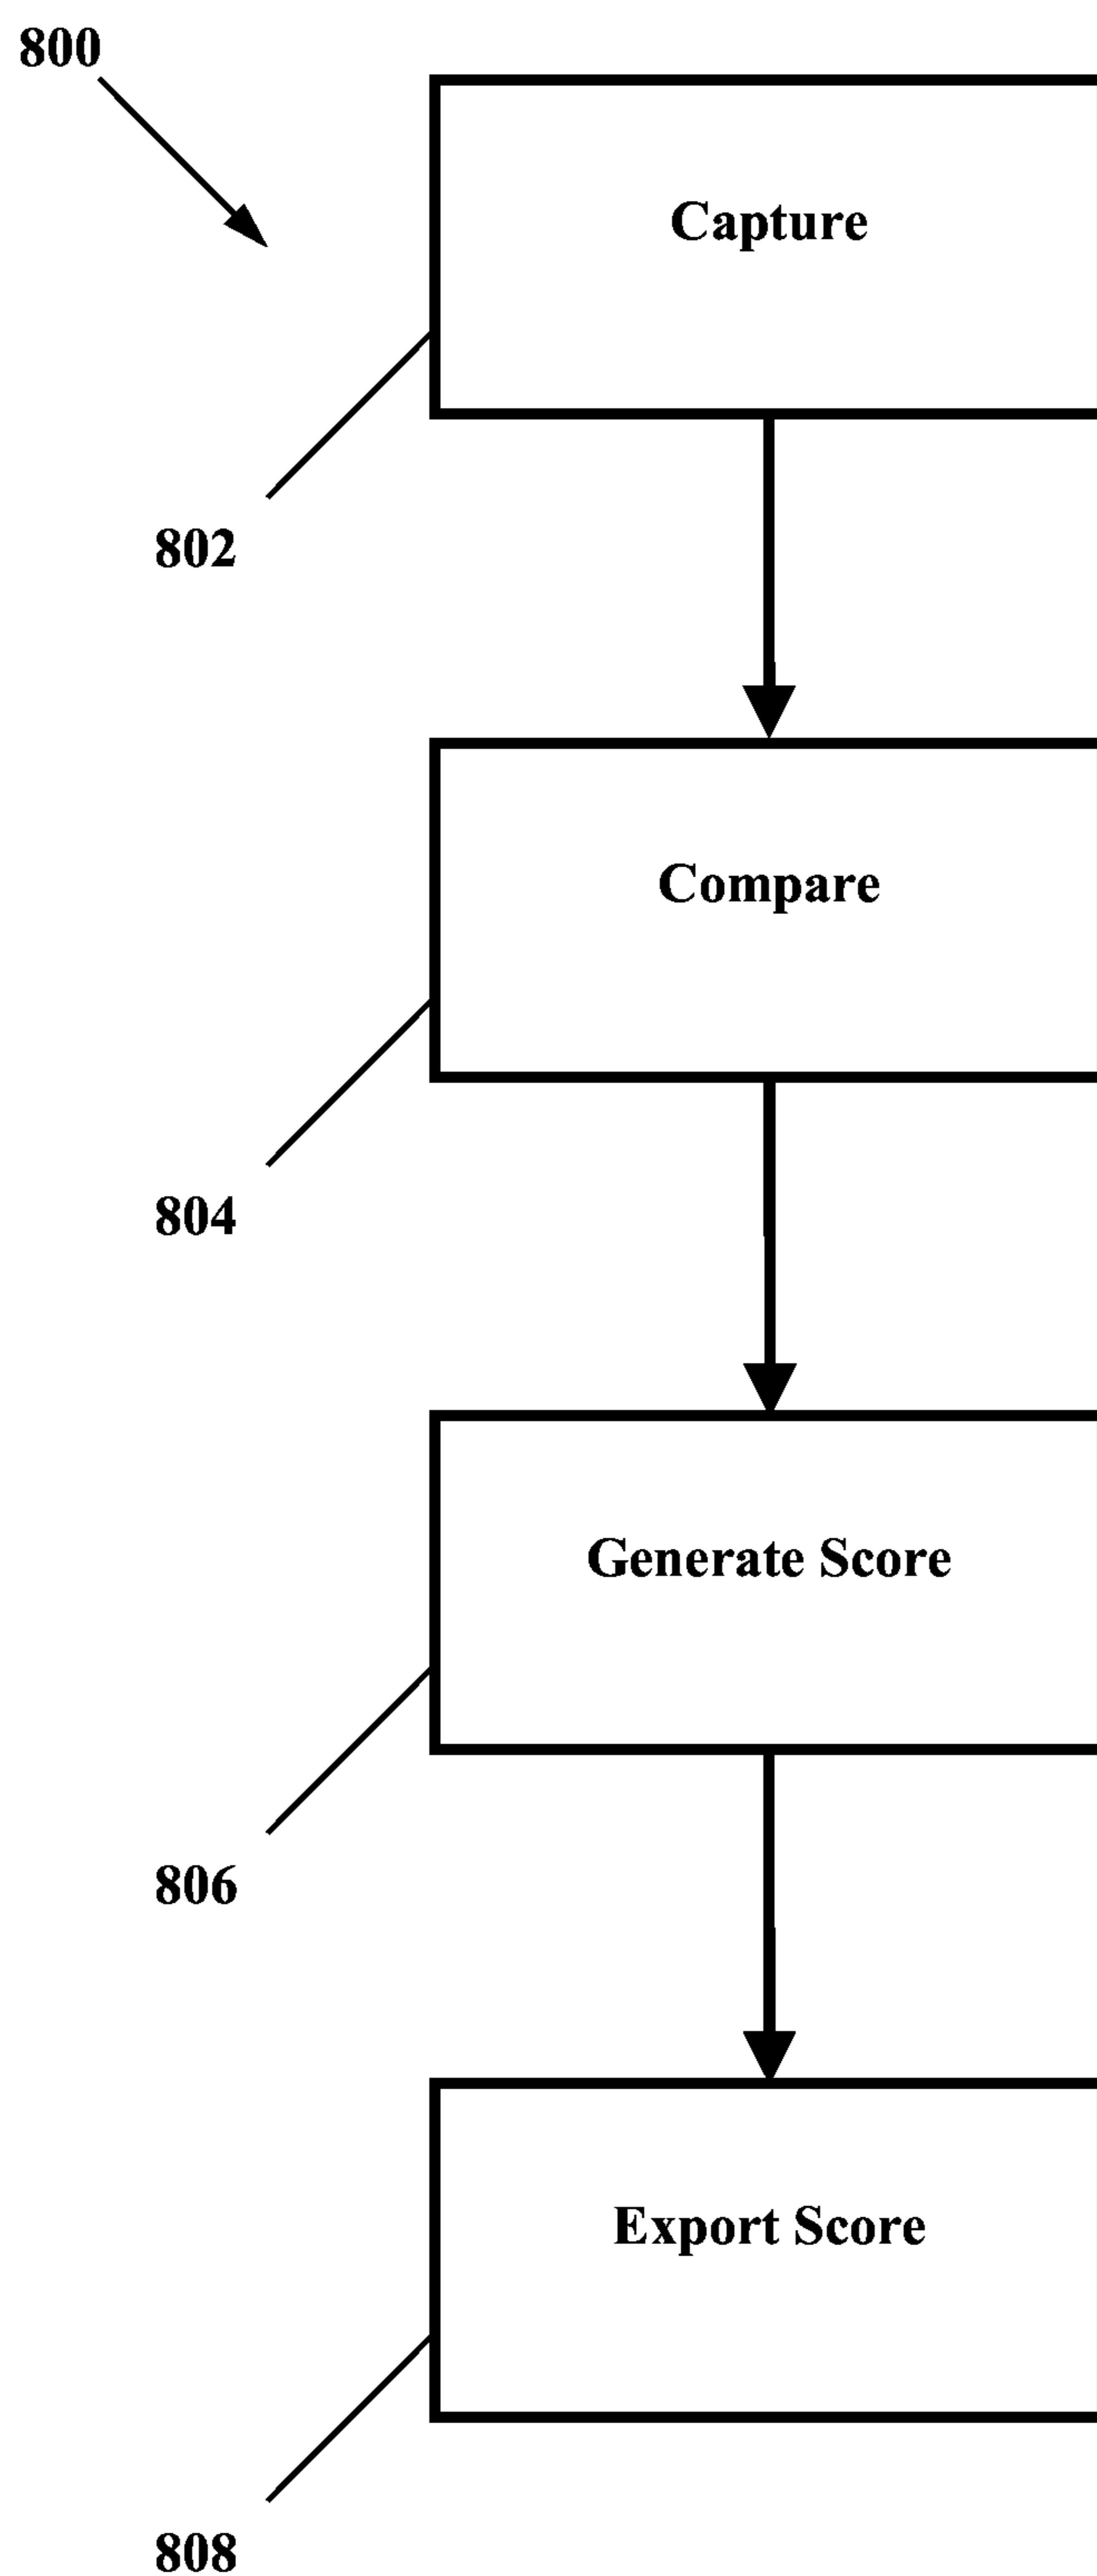 800
Capture
802
Compare
804
Generate Score
806
Export Score
808